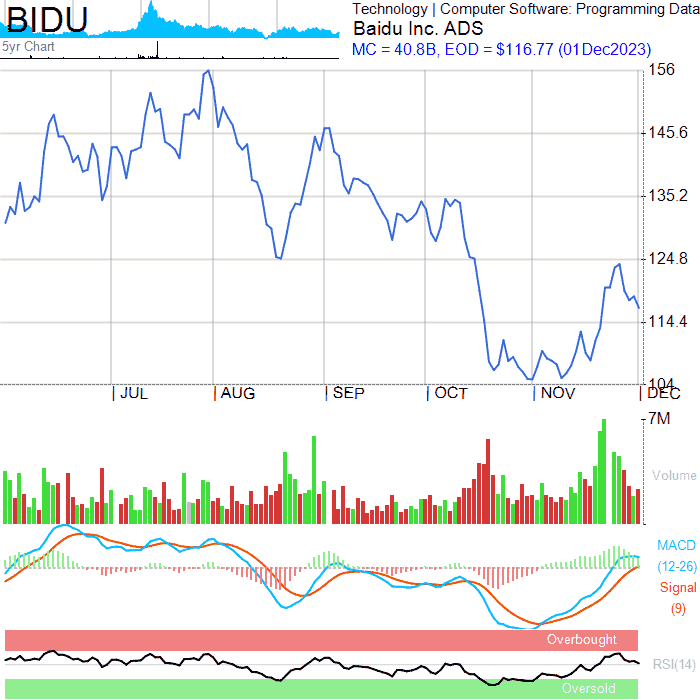 BIDU
5yr Chart
Technology | Computer Software: Programming Data
Baidu Inc. ADS
MC = 40.8B, EOD = $116.77 (01Dec2023)
156
145.6
135.2
124.8
114.4
104
JUL
AUG
SEP
OCT
NOV
DEC
7M
Volume
MACD
(12-26)
Signal
(9)
Overbought
RSI(14)
Oversold